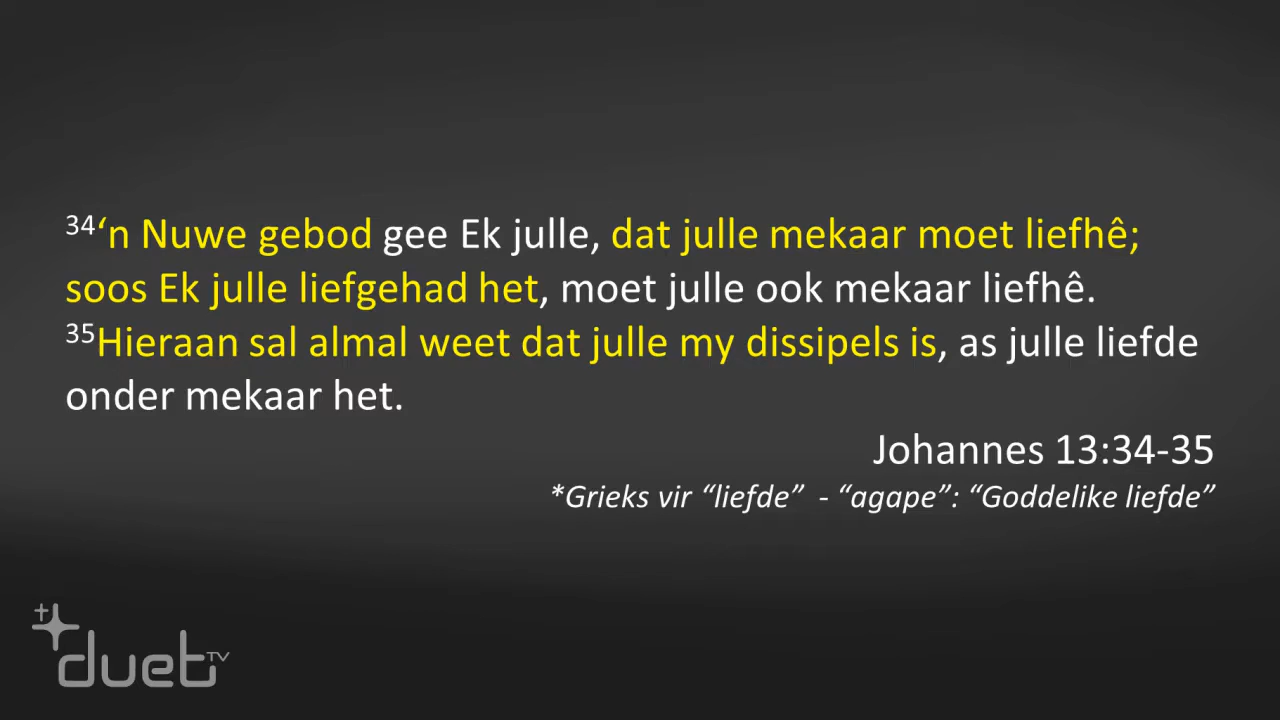 34‘n Nuwe gebod gee Ek julle, dat julle mekaar moet liefhê;
soos Ek julle liefgehad het, moet julle ook mekaar liefhê.
35Hieraan sal almal weet dat julle my dissipels is, as julle liefde
onder mekaar het.
Johannes 13:34-35
*Grieks vir “liefde” - “agape”: “Goddelike liefde”
duet TV